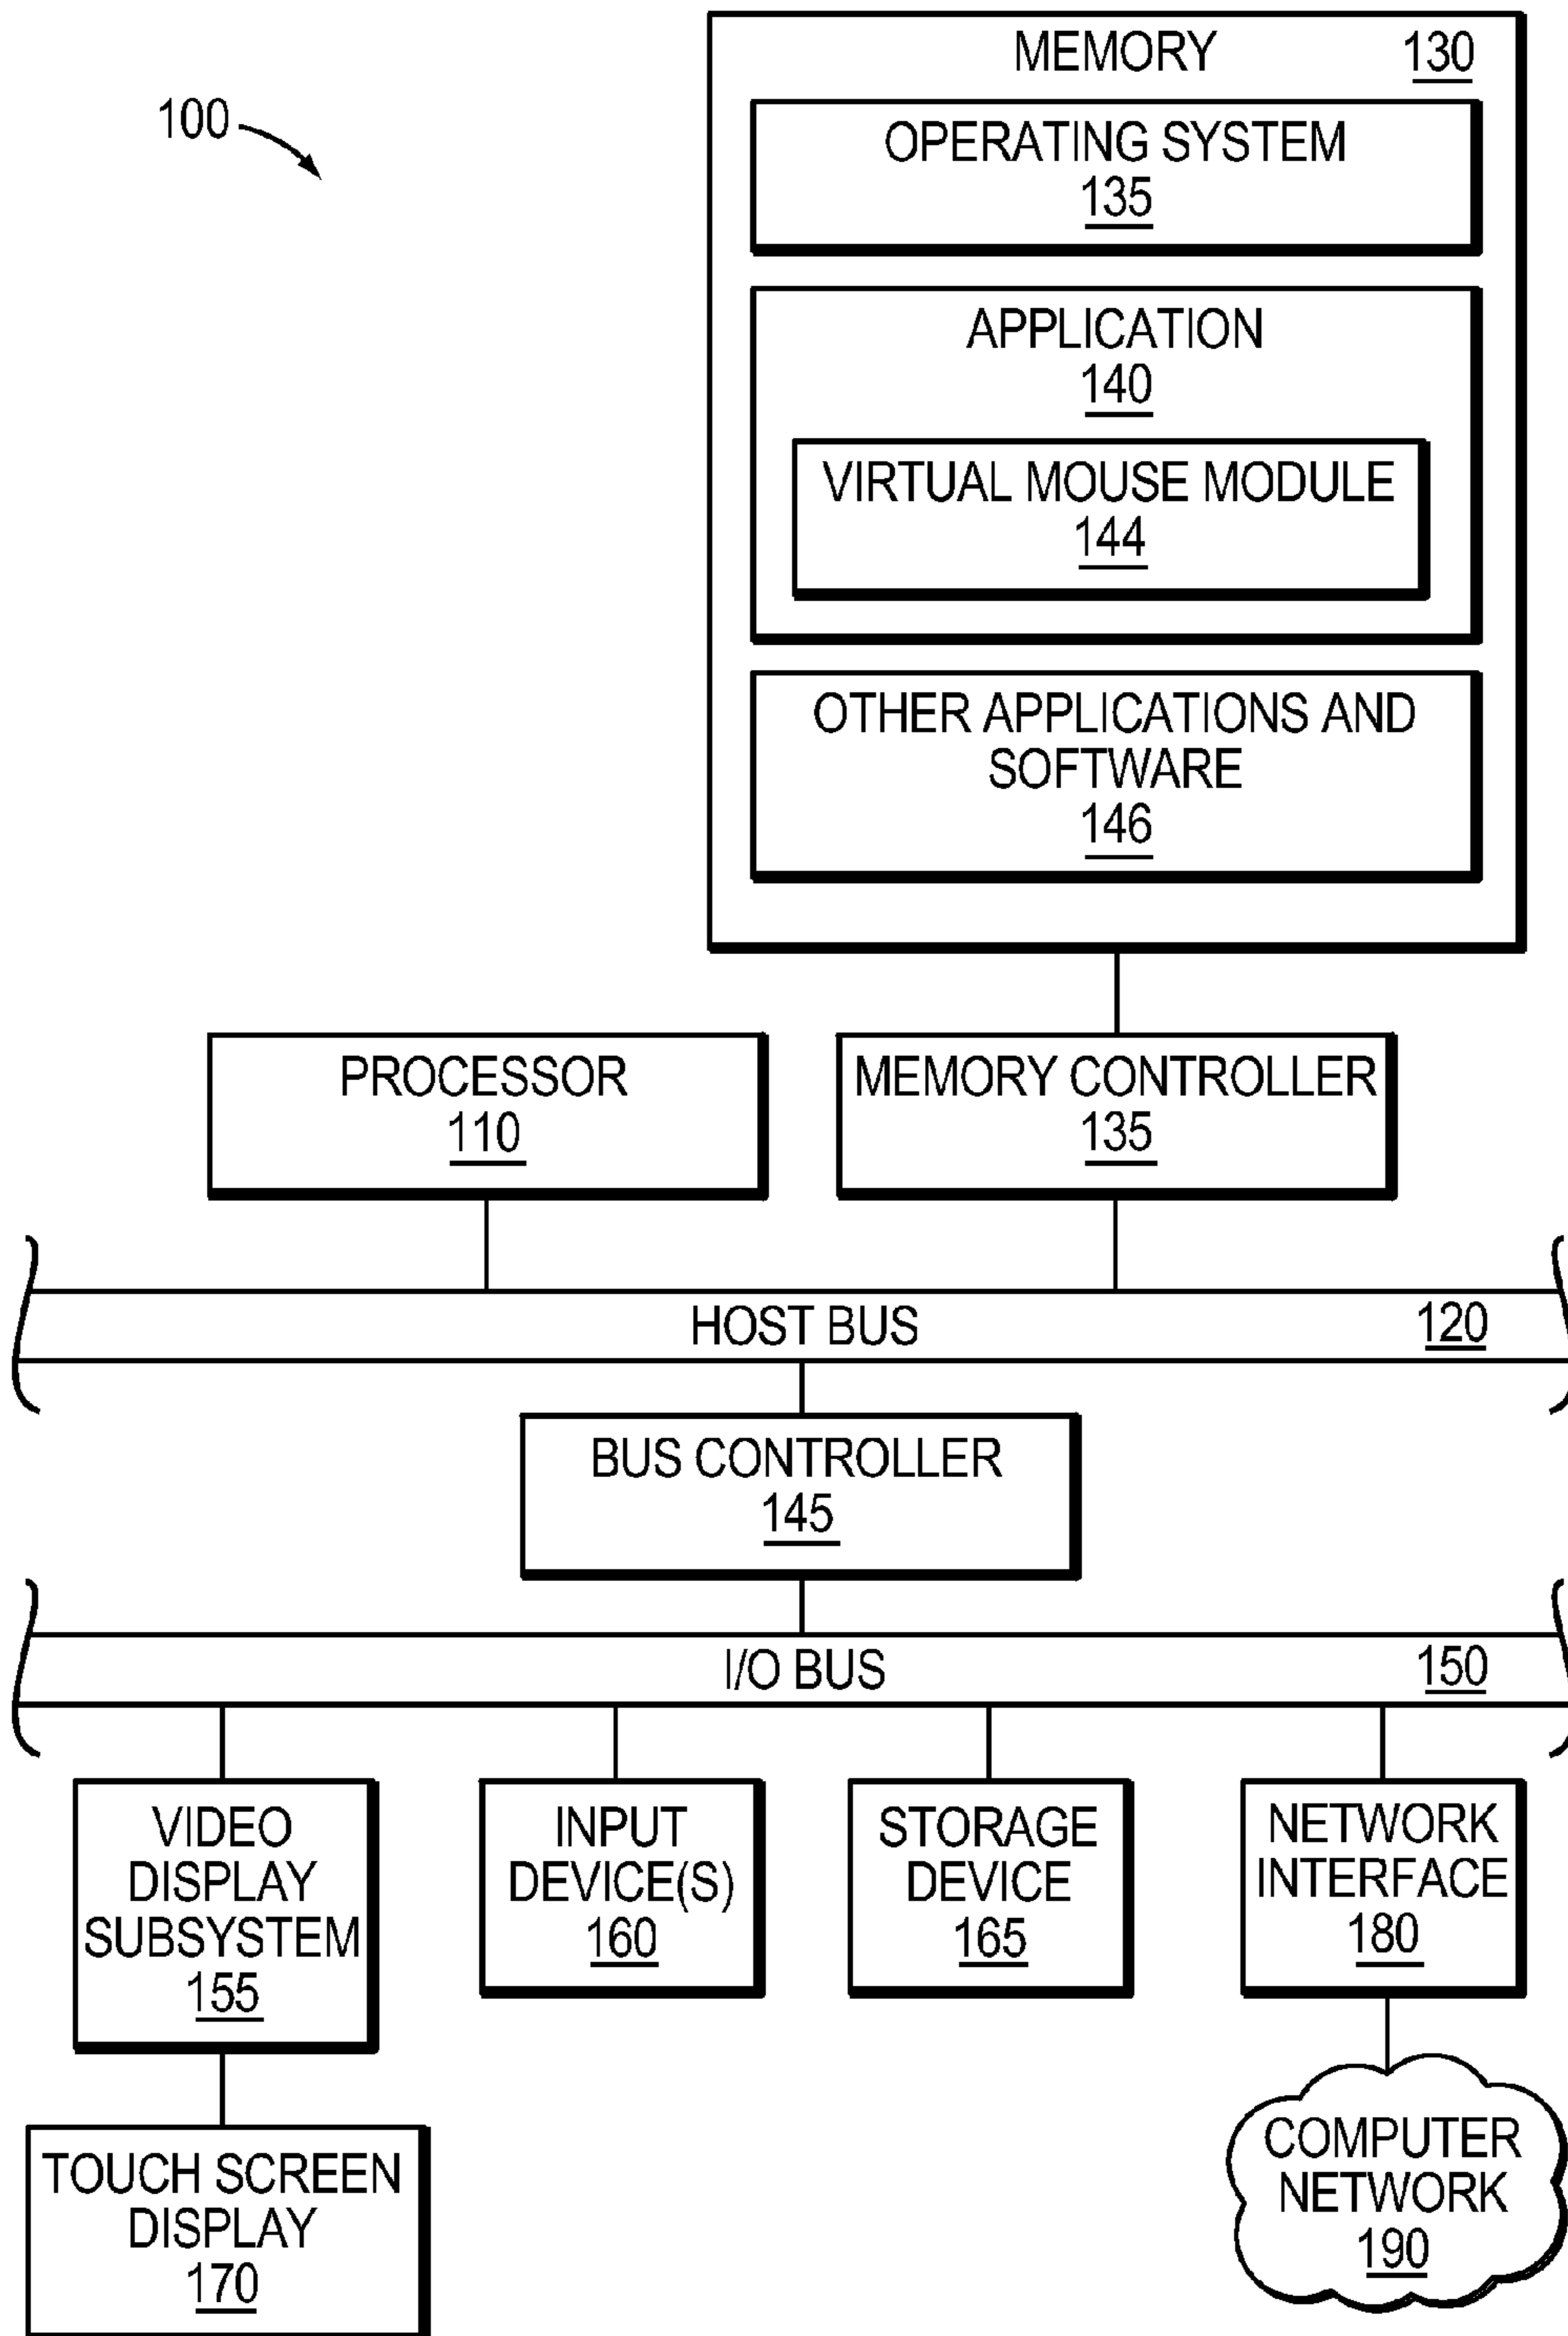 100
MEMORY 130
OPERATING SYSTEM
135
APPLICATION
140
VIRTUAL MOUSE MODULE
144
OTHER APPLICATIONS AND
SOFTWARE
146
PROCESSOR
110
MEMORY CONTROLLER
135
HOST BUS 120
BUS CONTROLLER
145
I/O BUS 150
VIDEO
DISPLAY
SUBSYSTEM
155
INPUT
DEVICE(S)
160
STORAGE
DEVICE
165
NETWORK
INTERFACE
180
TOUCH SCREEN
DISPLAY
170
COMPUTER
NETWORK
190